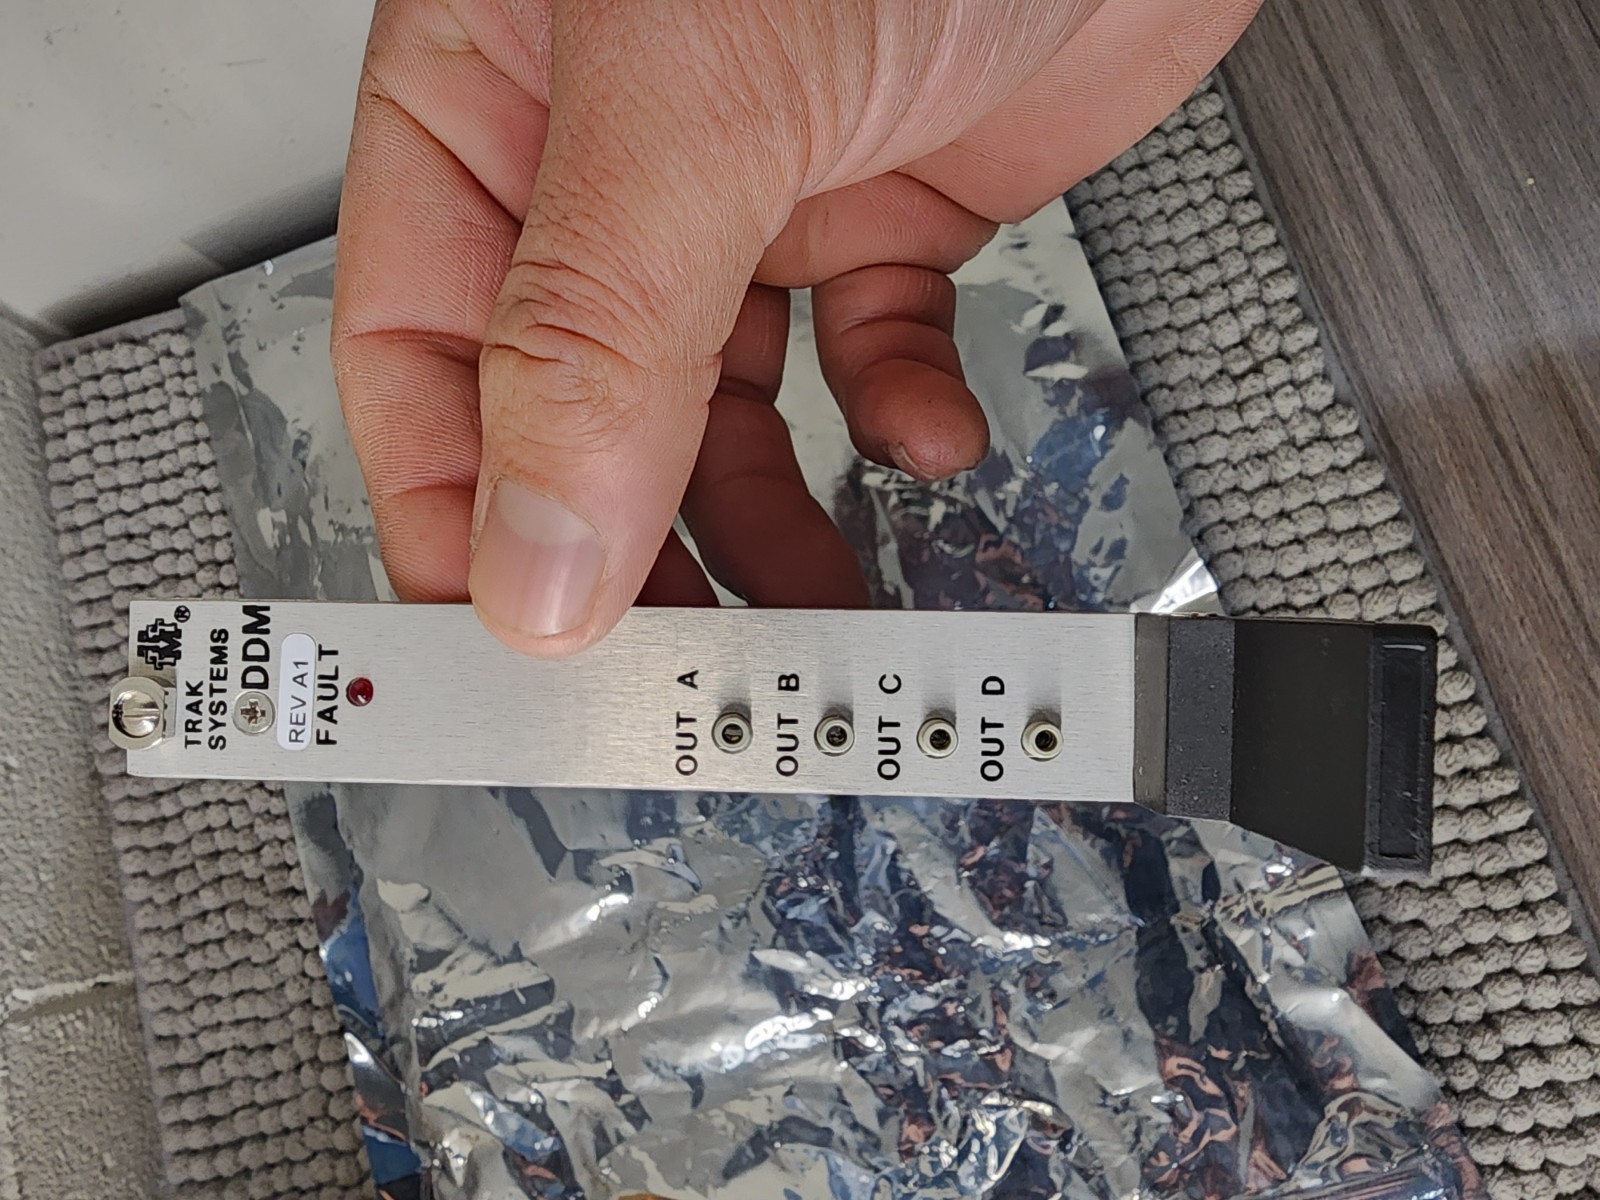 ®
TRAK
SYSTEMS
DDM
REV A1
FAULT
OUT A
OUT B
OUT C
OUT D